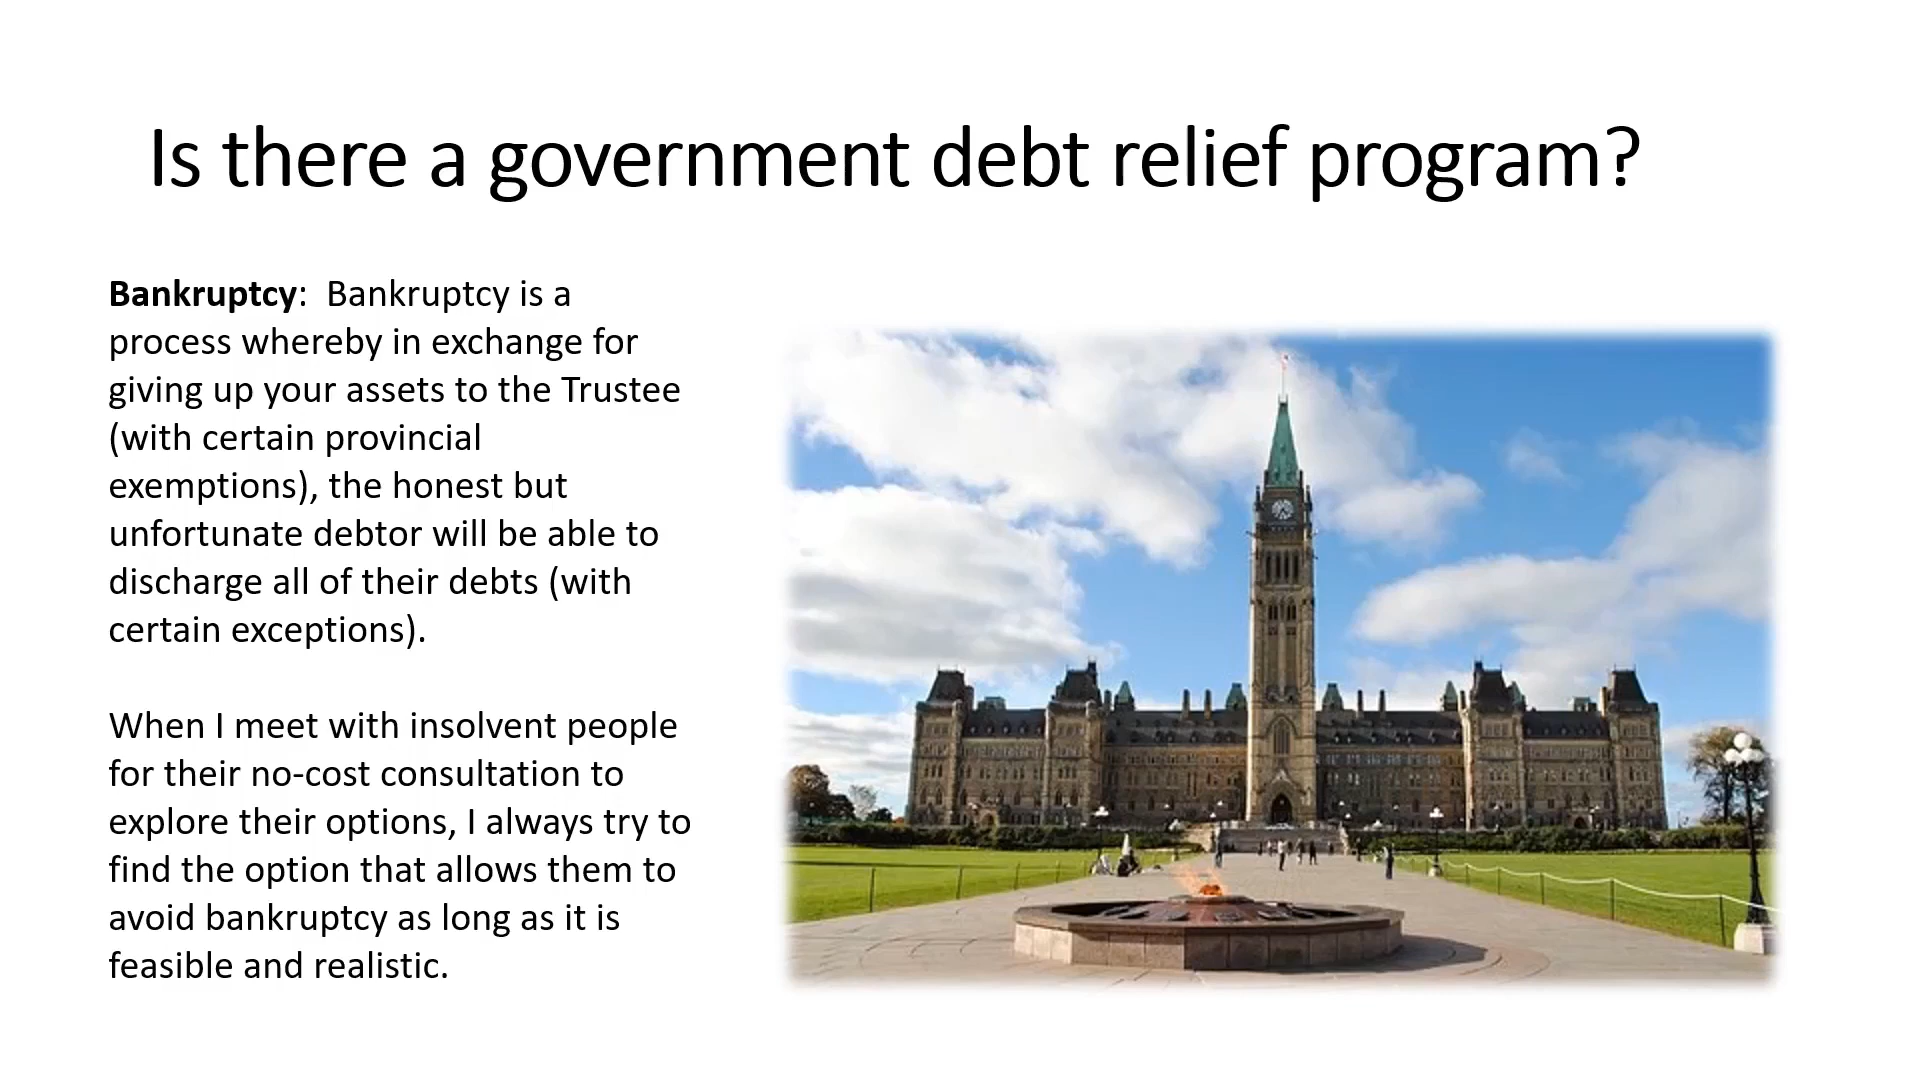 Is there a government debt relief program?
Bankruptcy:  Bankruptcy is a
process whereby in exchange for
giving up your assets to the Trustee
(with certain provincial
exemptions), the honest but
unfortunate debtor will be able to
discharge all of their debts (with
certain exceptions).
When I meet with insolvent people
for their no-cost consultation to
explore their options, I always try to
find the option that allows them to
avoid bankruptcy as long as it is
feasible and realistic.